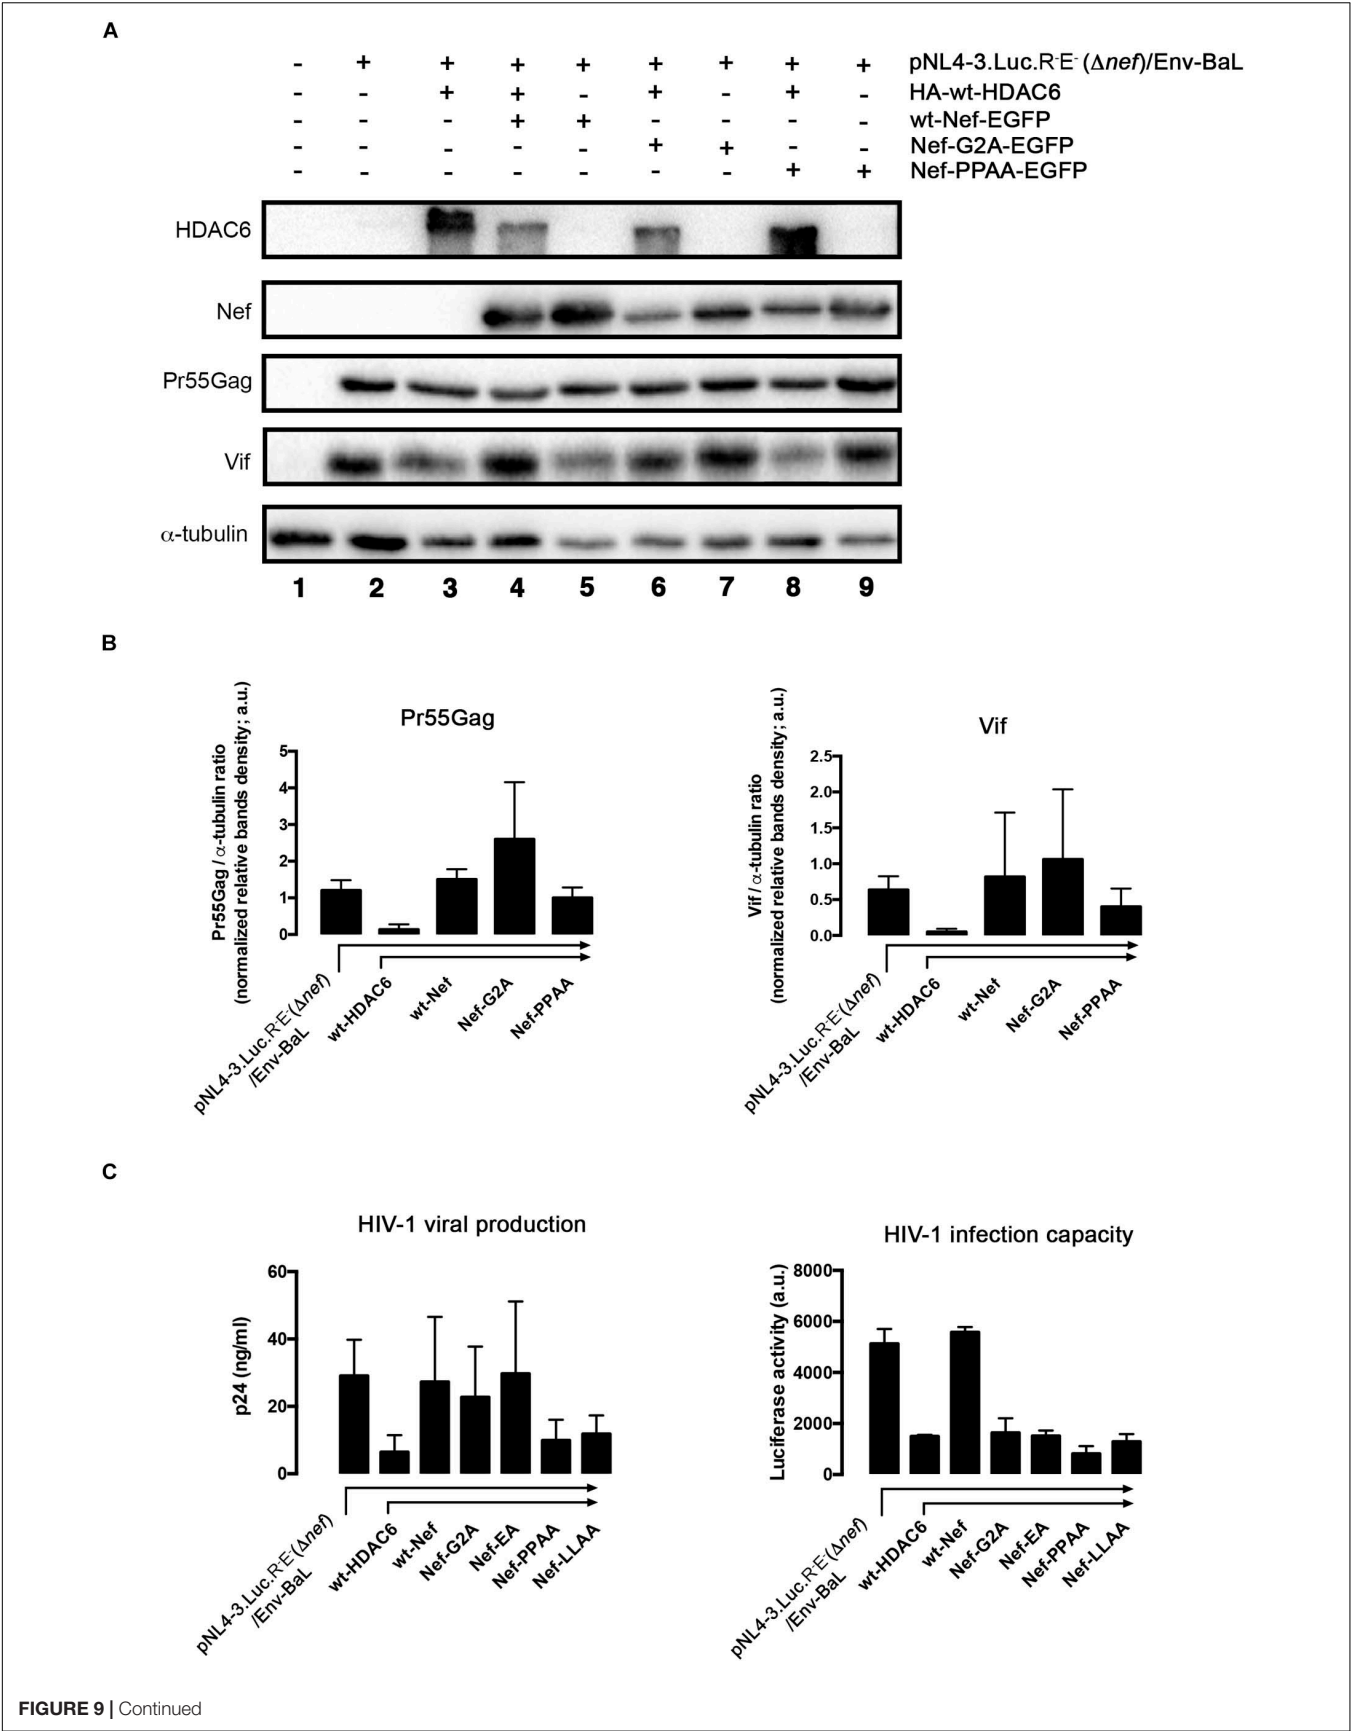 A
- + + + + + + + + pNL4-3.Luc.R-E- (Δnef)/Env-BaL
- - + + - + - + - HA-wt-HDAC6
- - - + + - - - - wt-Nef-EGFP
- - - - - + + - - Nef-G2A-EGFP
- - - - - - - + + Nef-PPAA-EGFP
HDAC6
Nef
Pr55Gag
Vif
α-tubulin
1 2 3 4 5 6 7 8 9
B
Pr55Gag
Pr55Gag / α-tubulin ratio
(normalized relative bands density; a.u.)
5
4
3
2
1
0
pNL4-3.Luc.R-E-(Δnef)
/Env-BaL
wt-HDAC6
wt-Nef
Nef-G2A
Nef-PPAA
Vif
Vif / α-tubulin ratio
(normalized relative bands density; a.u.)
2.5
2.0
1.5
1.0
0.5
0.0
pNL4-3.Luc.R-E-(Δnef)
/Env-BaL
wt-HDAC6
wt-Nef
Nef-G2A
Nef-PPAA
C
HIV-1 viral production
p24 (ng/ml)
60
40
20
0
pNL4-3.Luc.R-E-(Δnef)
/Env-BaL
wt-HDAC6
wt-Nef
Nef-G2A
Nef-EA
Nef-PPAA
Nef-LLAA
HIV-1 infection capacity
Luciferase activity (a.u.)
8000
6000
4000
2000
0
pNL4-3.Luc.R-E-(Δnef)
/Env-BaL
wt-HDAC6
wt-Nef
Nef-G2A
Nef-EA
Nef-PPAA
Nef-LLAA
FIGURE 9 | Continued